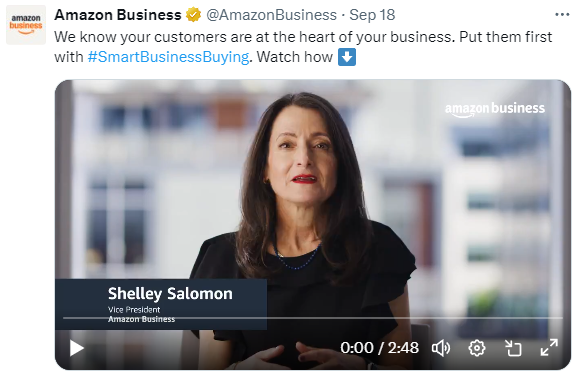 amazon
business
Amazon Business @AmazonBusiness · Sep 18
We know your customers are at the heart of your business. Put them first
with #SmartBusinessBuying. Watch how
amazon business
Shelley Salomon
Vice President
Amazon Business
0:00 / 2:48